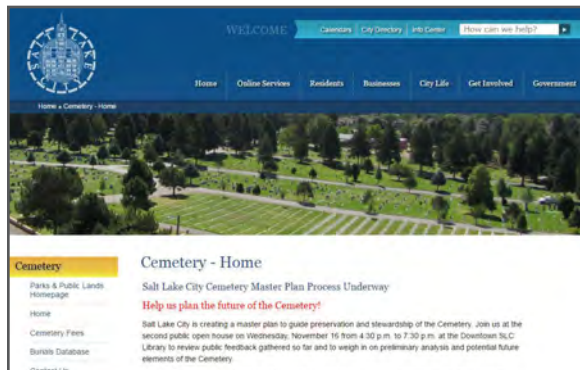 SALT LAKE CITY
WELCOME
Calendars
City Directory
Info Center
How can we help?
Home
Online Services
Residents
Businesses
City Life
Get Involved
Government
Home » Cemetery - Home
Cemetery
Parks & Public Lands
Homepage
Home
Cemetery Fees
Burials Database
Contact Us
Cemetery - Home
Salt Lake City Cemetery Master Plan Process Underway
Help us plan the future of the Cemetery!
Salt Lake City is creating a master plan to guide preservation and stewardship of the Cemetery. Join us at the
second public open house on Wednesday, November 16 from 4:30 p.m. to 7:30 p.m. at the Downtown SLC
Library to review public feedback gathered so far and to weigh in on preliminary analysis and potential future
elements of the Cemetery.